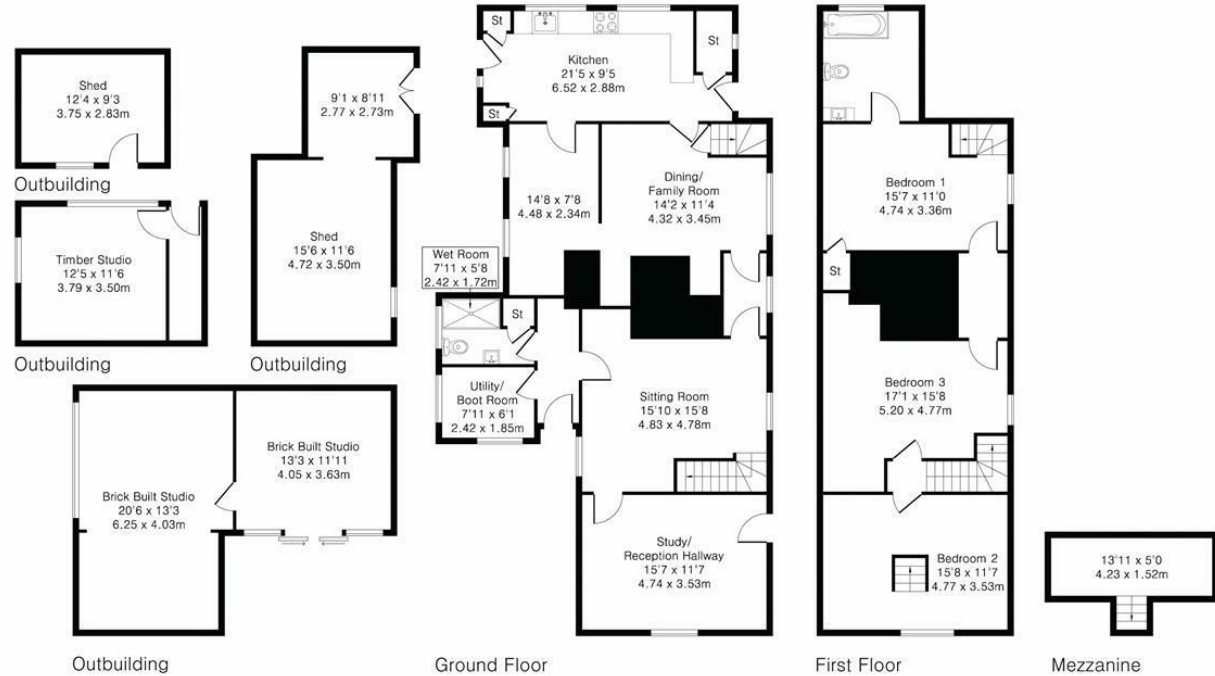 Shed
12'4 x 9'3
3.75 x 2.83m
Outbuilding
Timber Studio
12'5 x 11'6
3.79 x 3.50m
Outbuilding
9'1 x 8'11
2.77 x 2.73m
Shed
15'6 x 11'6
4.72 x 3.50m
Outbuilding
Brick Built Studio
20'6 x 13'3
6.25 x 4.03m
Brick Built Studio
13'3 x 11'11
4.05 x 3.63m
Outbuilding
St
Kitchen
21'5 x 9'5
6.52 x 2.88m
St
St
14'8 x 7'8
4.48 x 2.34m
Dining/
Family Room
14'2 x 11'4
4.32 x 3.45m
Wet Room
7'11 x 5'8
2.42 x 1.72m
St
Utility/
Boot Room
7'11 x 6'1
2.42 x 1.85m
Sitting Room
15'10 x 15'8
4.83 x 4.78m
Study/
Reception Hallway
15'7 x 11'7
4.74 x 3.53m
Ground Floor
Bedroom 1
15'7 x 11'0
4.74 x 3.36m
St
Bedroom 3
17'1 x 15'8
5.20 x 4.77m
Bedroom 2
15'8 x 11'7
4.77 x 3.53m
First Floor
13'11 x 5'0
4.23 x 1.52m
Mezzanine